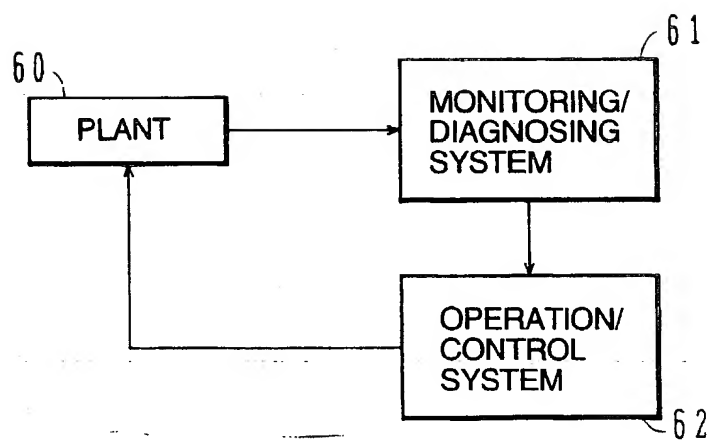 60
PLANT
61
MONITORING/
DIAGNOSING
SYSTEM
OPERATION/
CONTROL
SYSTEM
62